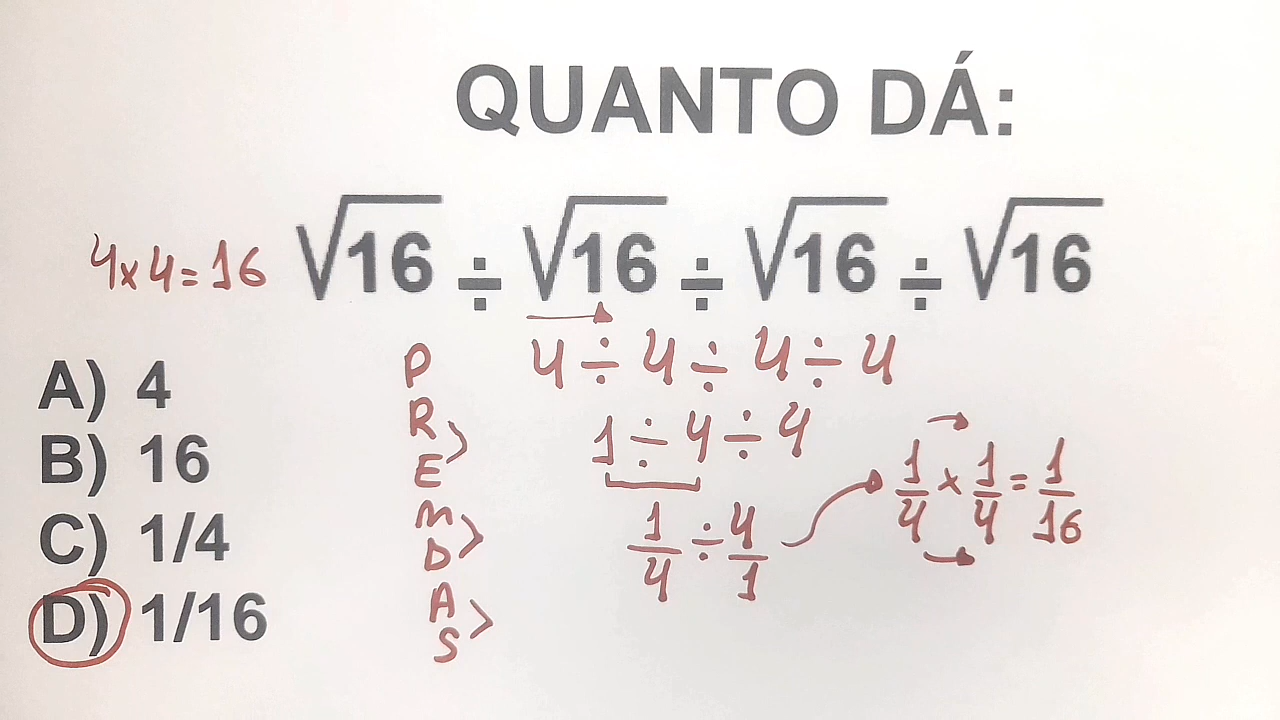 QUANTO DÁ:
4x4=16
√16 ÷ √16 ÷ √16 ÷ √16
4÷4÷4÷4
1÷4÷4
1/4 ÷ 4/1
1/4 x 1/4 = 1/16
P
R
E
M
D
A
S
A) 4
B) 16
C) 1/4
D) 1/16